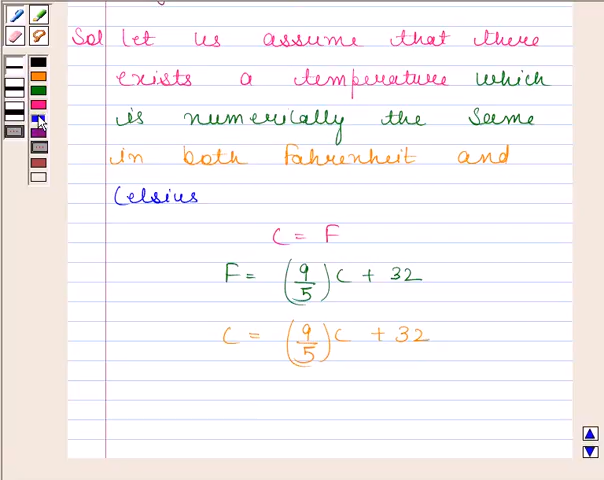 Sol Let us assume that there
exists a temperature which
is numerically the same
in both Fahrenheit and
Celsius
C = F
F = (9/5) C + 32
C = (9/5) C + 32